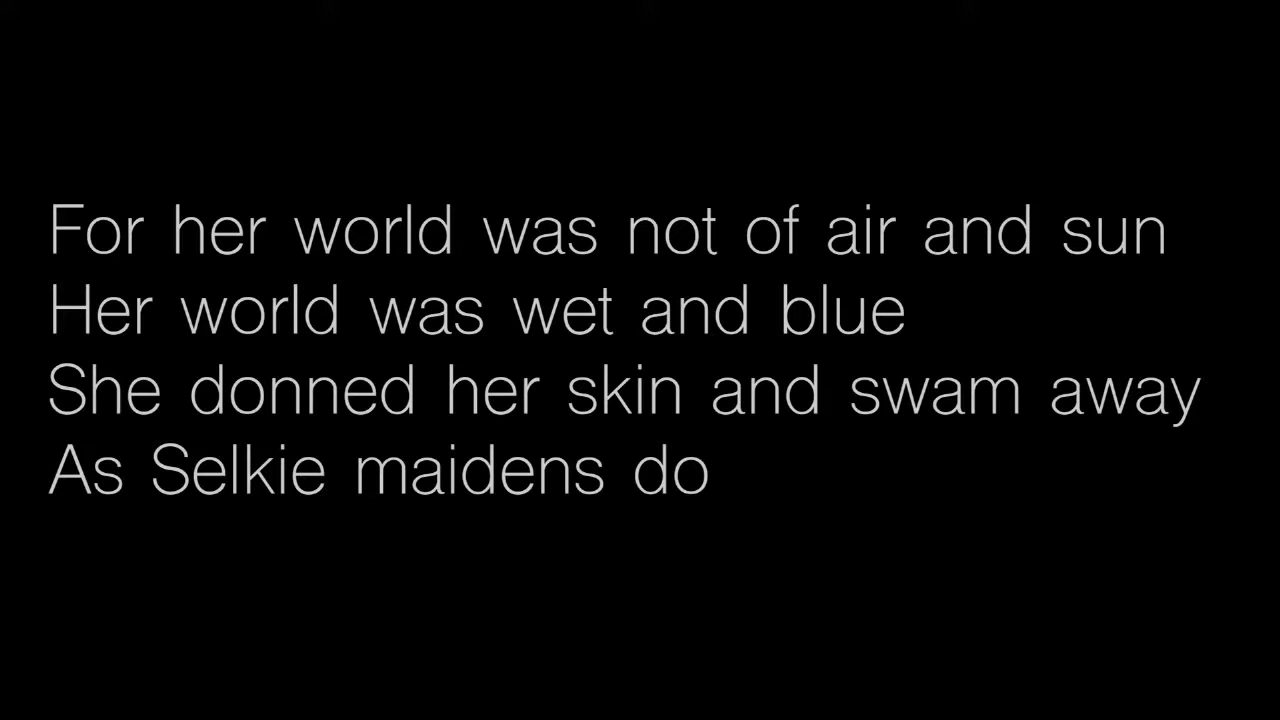 For her world was not of air and sun
Her world was wet and blue
She donned her skin and swam away
As Selkie maidens do